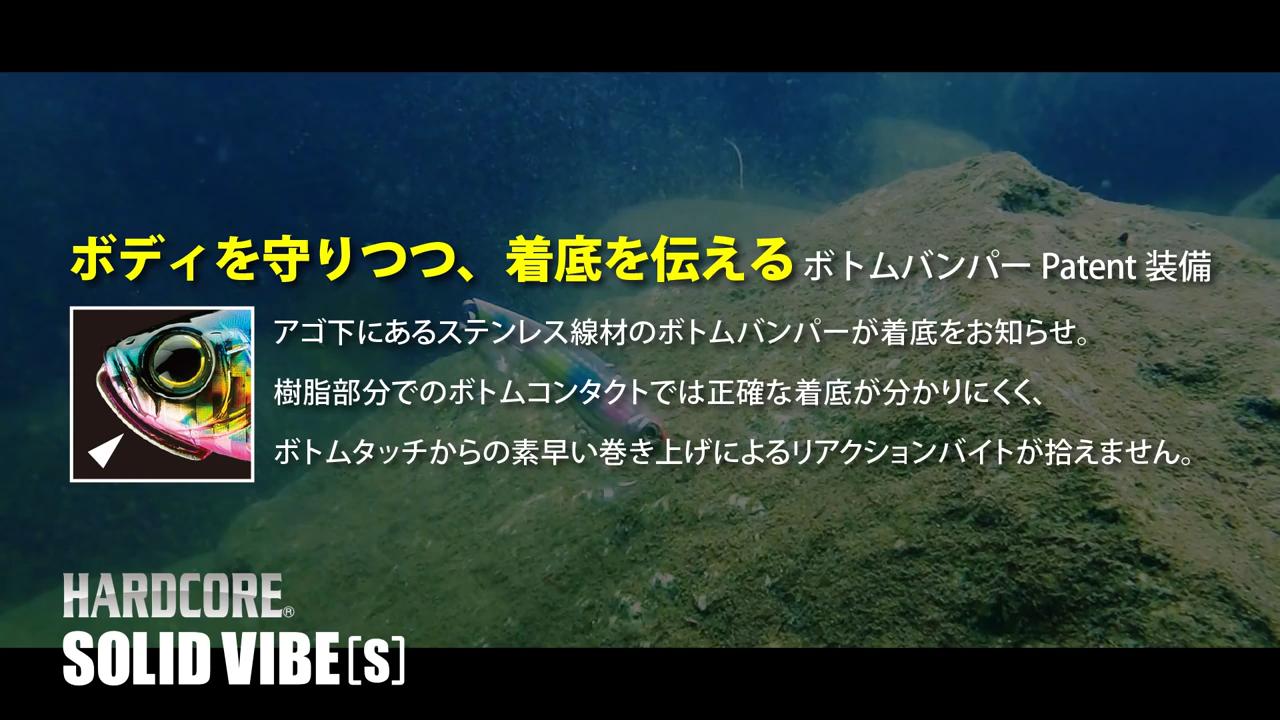 ボディを守りつつ、着底を伝える ボトムバンパー Patent 装備
アゴ下にあるステンレス線材のボトムバンパーが着底をお知らせ。
樹脂部分でのボトムコンタクトでは正確な着底が分かりにくく、
ボトムタッチからの素早い巻き上げによるリアクションバイトが拾えません。
HARDCORE®
SOLID VIBE[S]